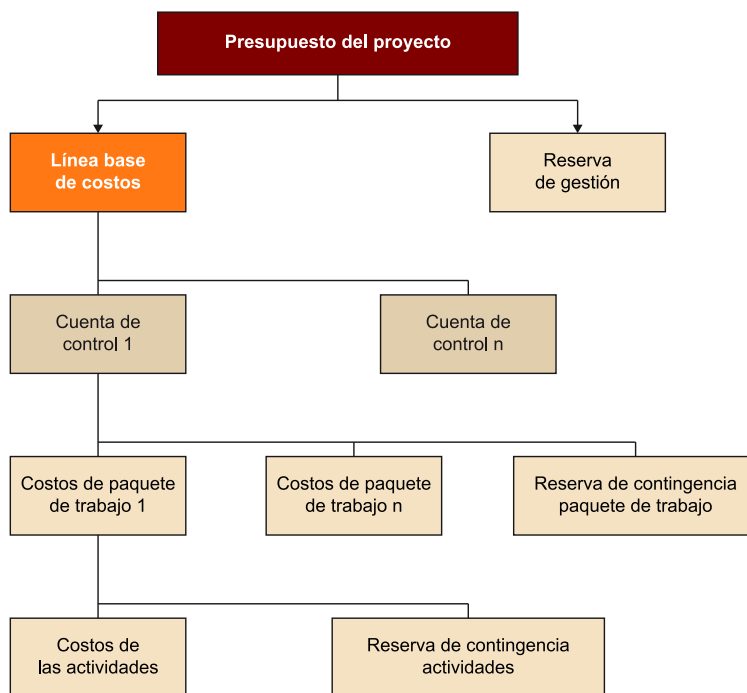 Presupuesto del proyecto
Línea base
de costos
Reserva
de gestión
Cuenta de
control 1
Cuenta de
control n
Costos de paquete
de trabajo 1
Costos de paquete
de trabajo n
Reserva de contingencia
paquete de trabajo
Costos de
las actividades
Reserva de contingencia
actividades